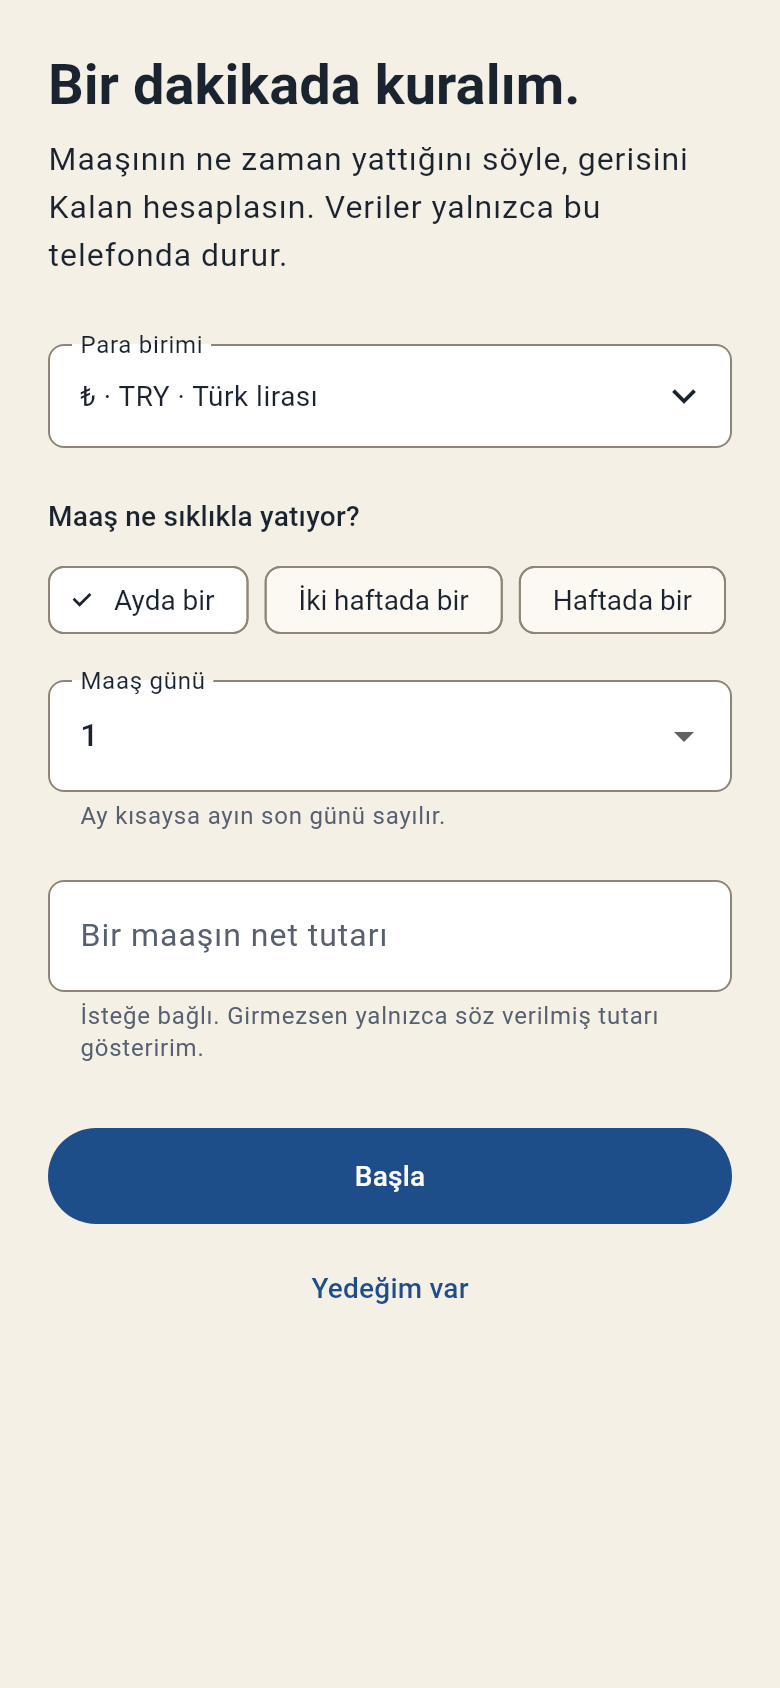 Bir dakikada kuralım.
Maaşının ne zaman yattığını söyle, gerisini
Kalan hesaplasın. Veriler yalnızca bu
telefonda durur.
Para birimi
₺ · TRY · Türk lirası
Maaş ne sıklıkla yatıyor?
Ayda bir
İki haftada bir
Haftada bir
Maaş günü
1
Ay kısaysa ayın son günü sayılır.
Bir maaşın net tutarı
İsteğe bağlı. Girmezsen yalnızca söz verilmiş tutarı
gösteririm.
Başla
Yedeğim var